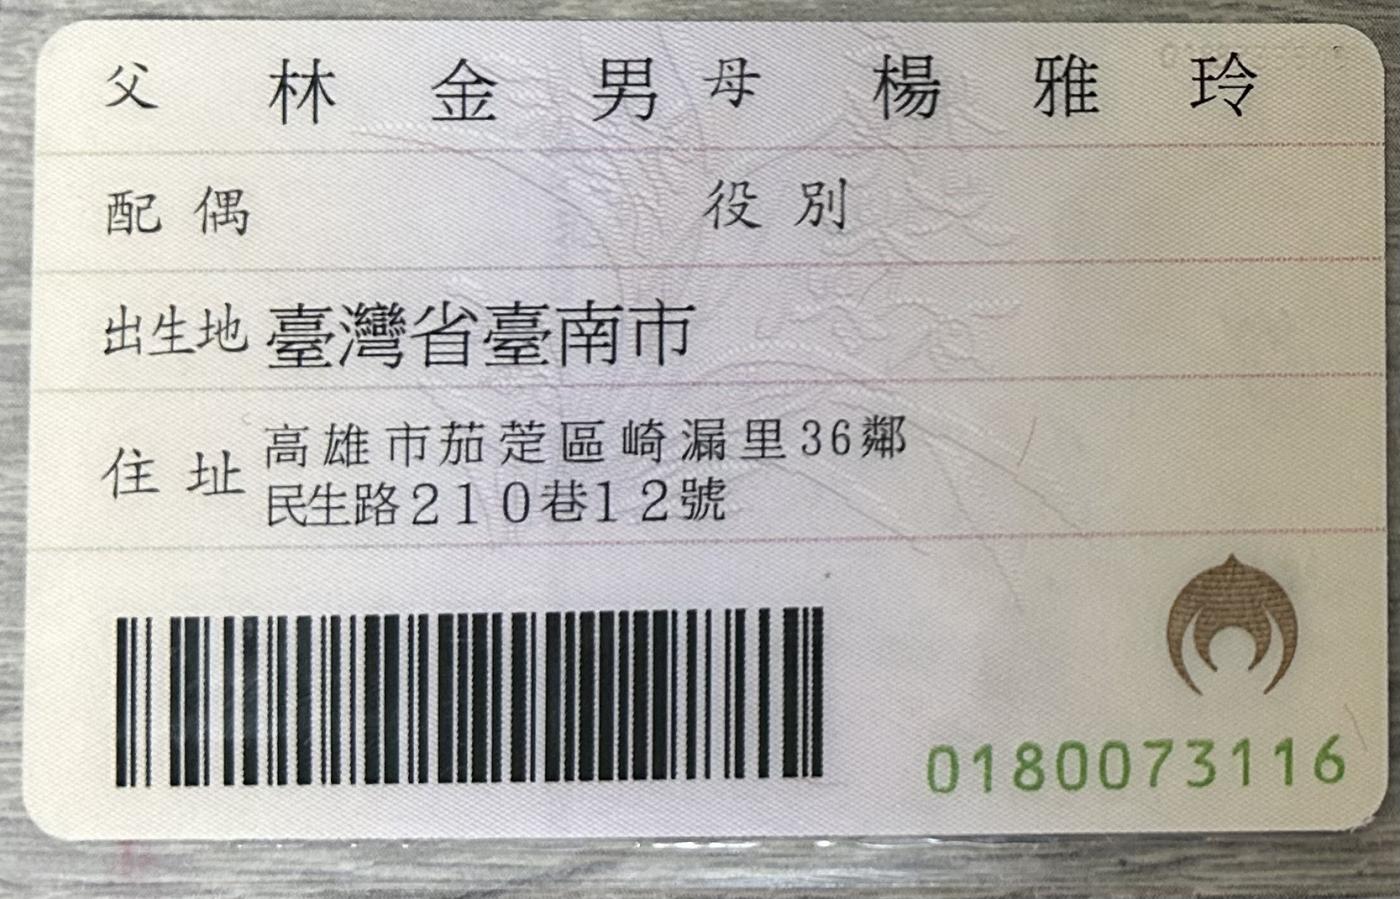 父 林金男 母 楊雅玲
配偶 役別
出生地 臺灣省臺南市
住址 高雄市茄萣區崎漏里36鄰
民生路210巷12號
0180073116